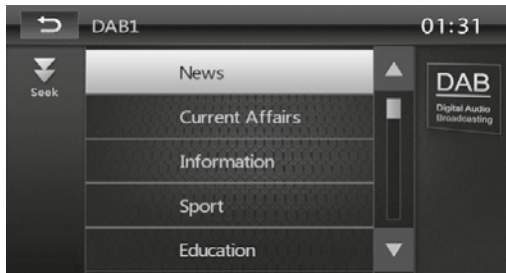 DAB1
01:31
Seek
News
Current Affairs
Information
Sport
Education
DAB
Digital Audio
Broadcasting